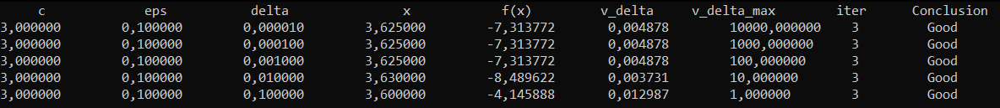 c eps delta x f(x) v_delta v_delta_max iter Conclusion
3,000000 0,100000 0,000010 3,625000 -7,313772 0,004878 10000,000000 3 Good
3,000000 0,100000 0,000100 3,625000 -7,313772 0,004878 1000,000000 3 Good
3,000000 0,100000 0,001000 3,625000 -7,313772 0,004878 100,000000 3 Good
3,000000 0,100000 0,010000 3,630000 -8,489622 0,003731 10,000000 3 Good
3,000000 0,100000 0,100000 3,600000 -4,145888 0,012987 1,000000 3 Good